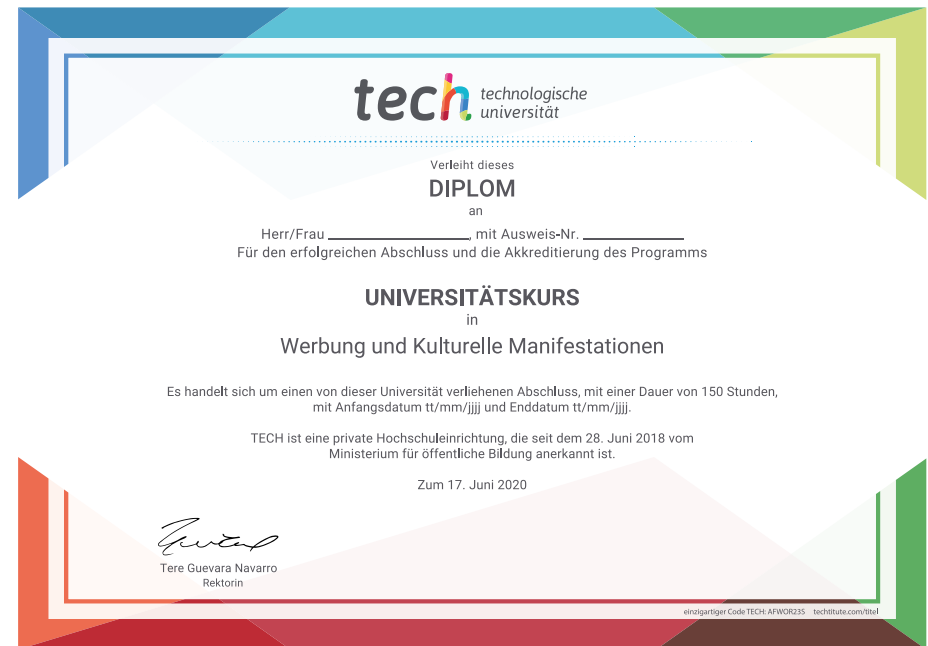 tech technologische
universität
Verleiht dieses
DIPLOM
an
Herr/Frau ____________________, mit Ausweis-Nr. ______________
Für den erfolgreichen Abschluss und die Akkreditierung des Programms
UNIVERSITÄTSKURS
in
Werbung und Kulturelle Manifestationen
Es handelt sich um einen von dieser Universität verliehenen Abschluss, mit einer Dauer von 150 Stunden,
mit Anfangsdatum tt/mm/jjjj und Enddatum tt/mm/jjjj.
TECH ist eine private Hochschuleinrichtung, die seit dem 28. Juni 2018 vom
Ministerium für öffentliche Bildung anerkannt ist.
Zum 17. Juni 2020
Tere Guevara Navarro
Rektorin
einzigartiger Code TECH: AFWOR23S techtitute.com/titel